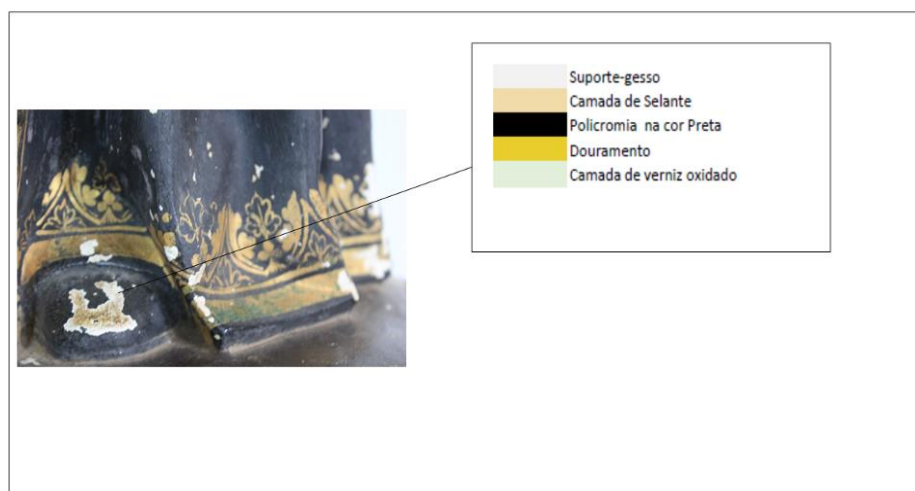 Suporte-gesso
Camada de Selante
Policromia na cor Preta
Douramento
Camada de verniz oxidado